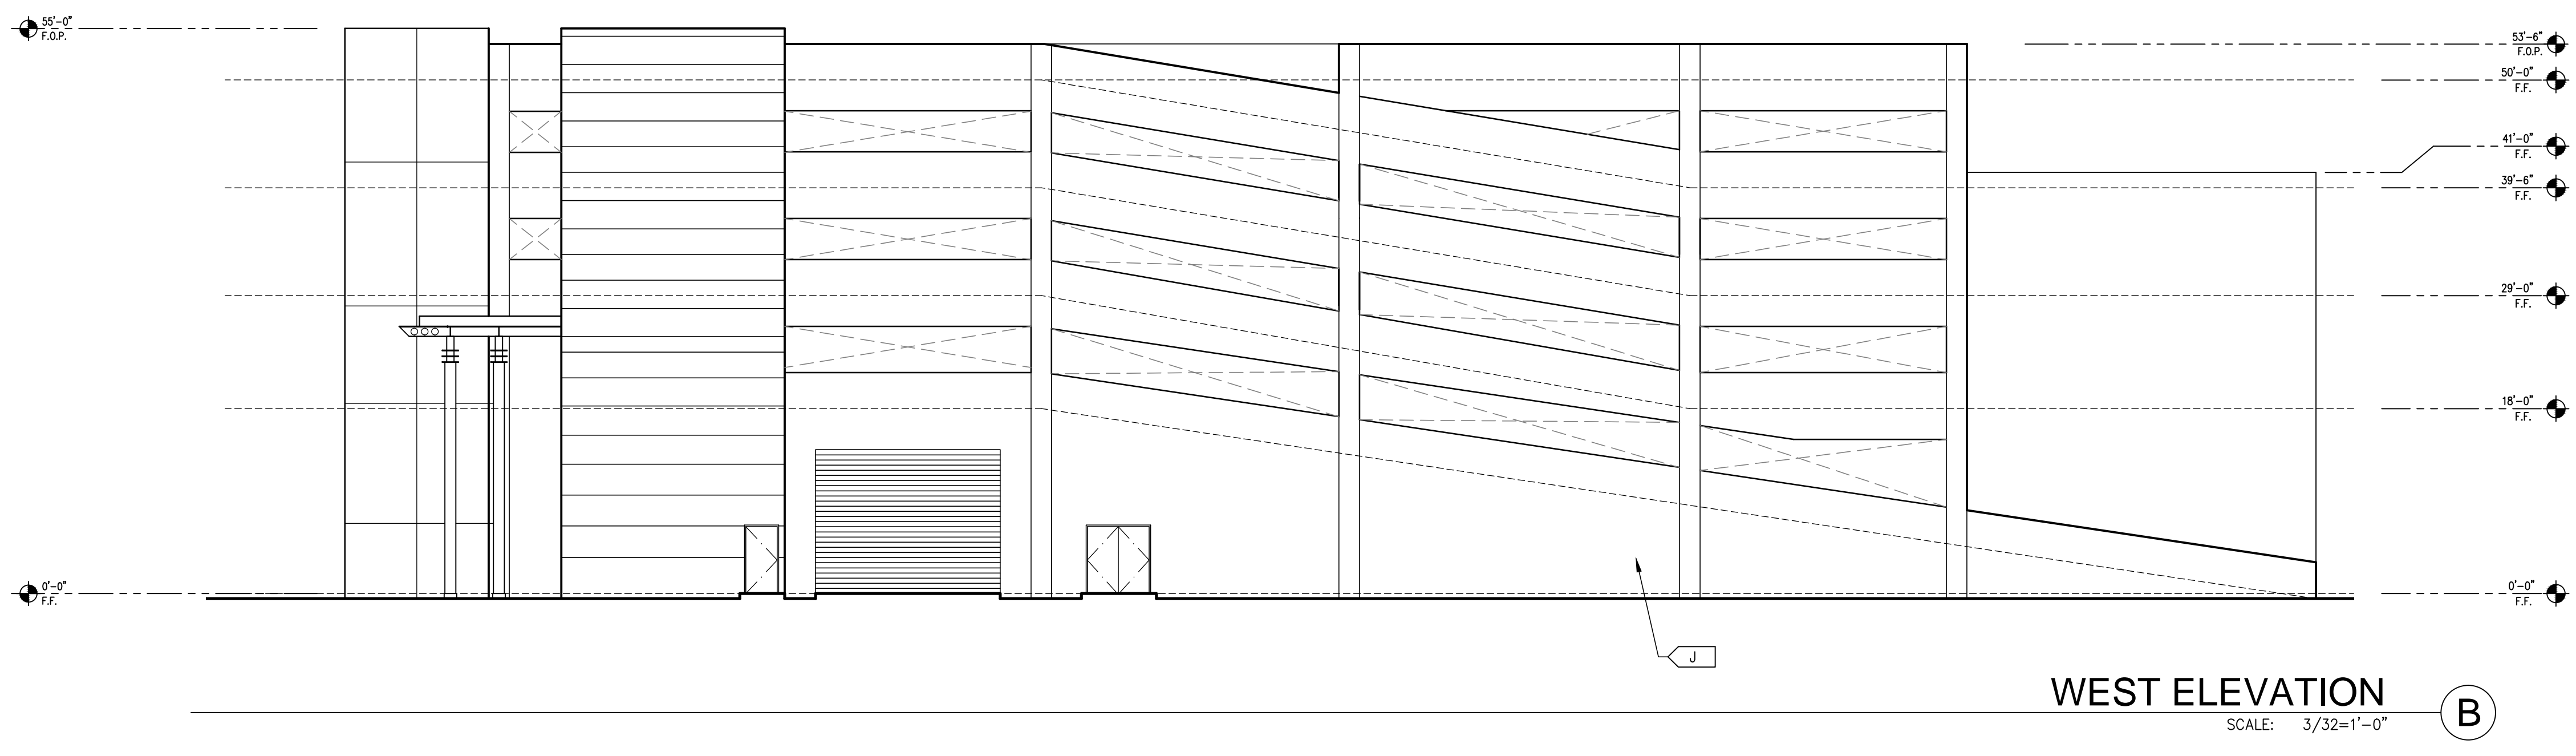 55'-0"
F.O.P.
53'-6"
F.O.P.
50'-0"
F.F.
41'-0"
F.F.
39'-6"
F.F.
29'-0"
F.F.
18'-0"
F.F.
0'-0"
F.F.
0'-0"
F.F.
J
WEST ELEVATION
B
SCALE: 3/32=1'-0"